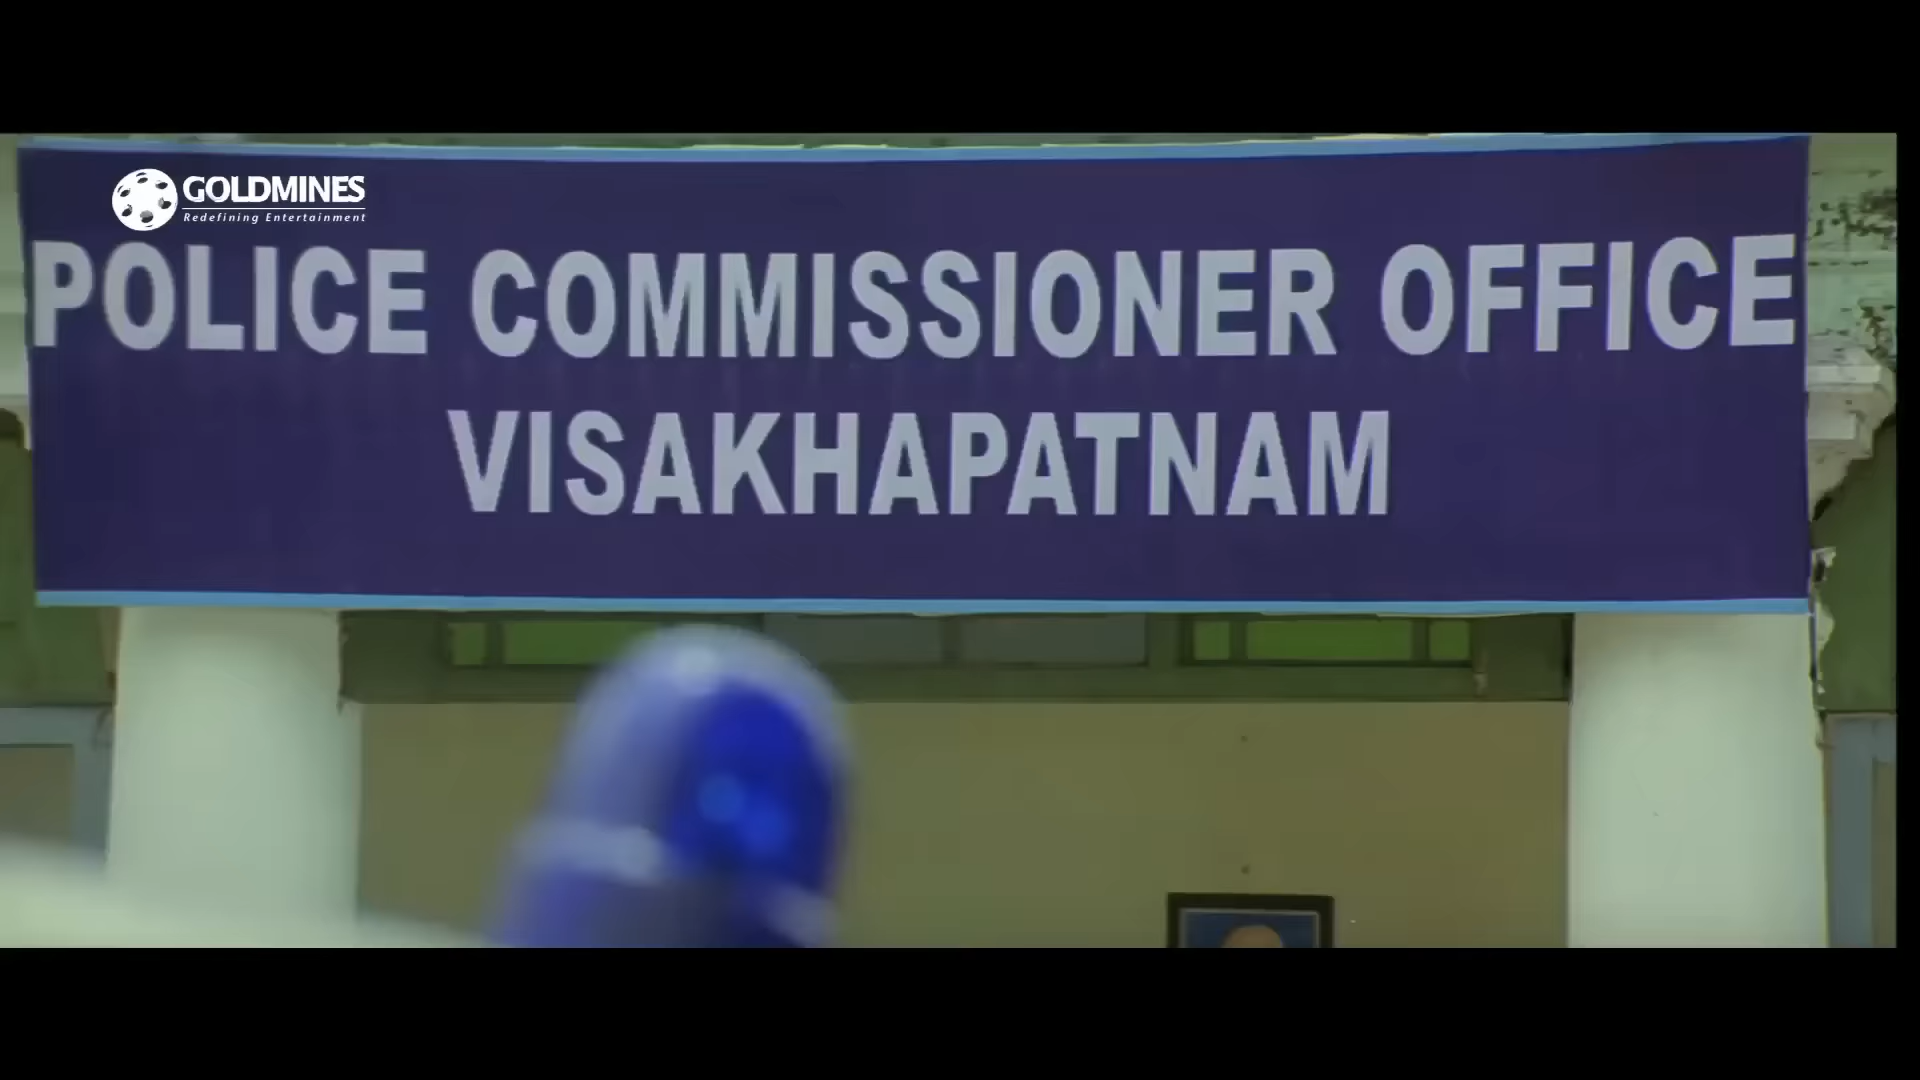 GOLDMINES
Redefining Entertainment
POLICE COMMISSIONER OFFICE
VISAKHAPATNAM